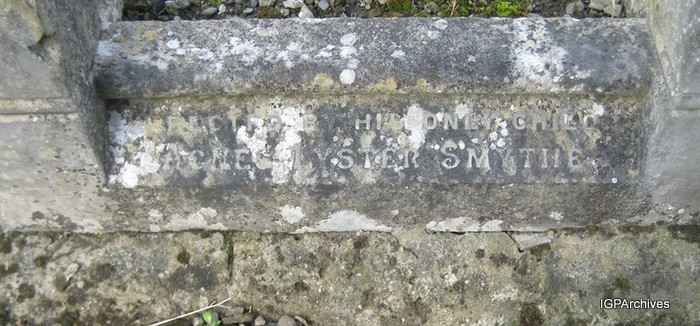 ERECTED BY HIS ONLY CHILD
AGNES LYSTER SMYTHE.
IGPArchives